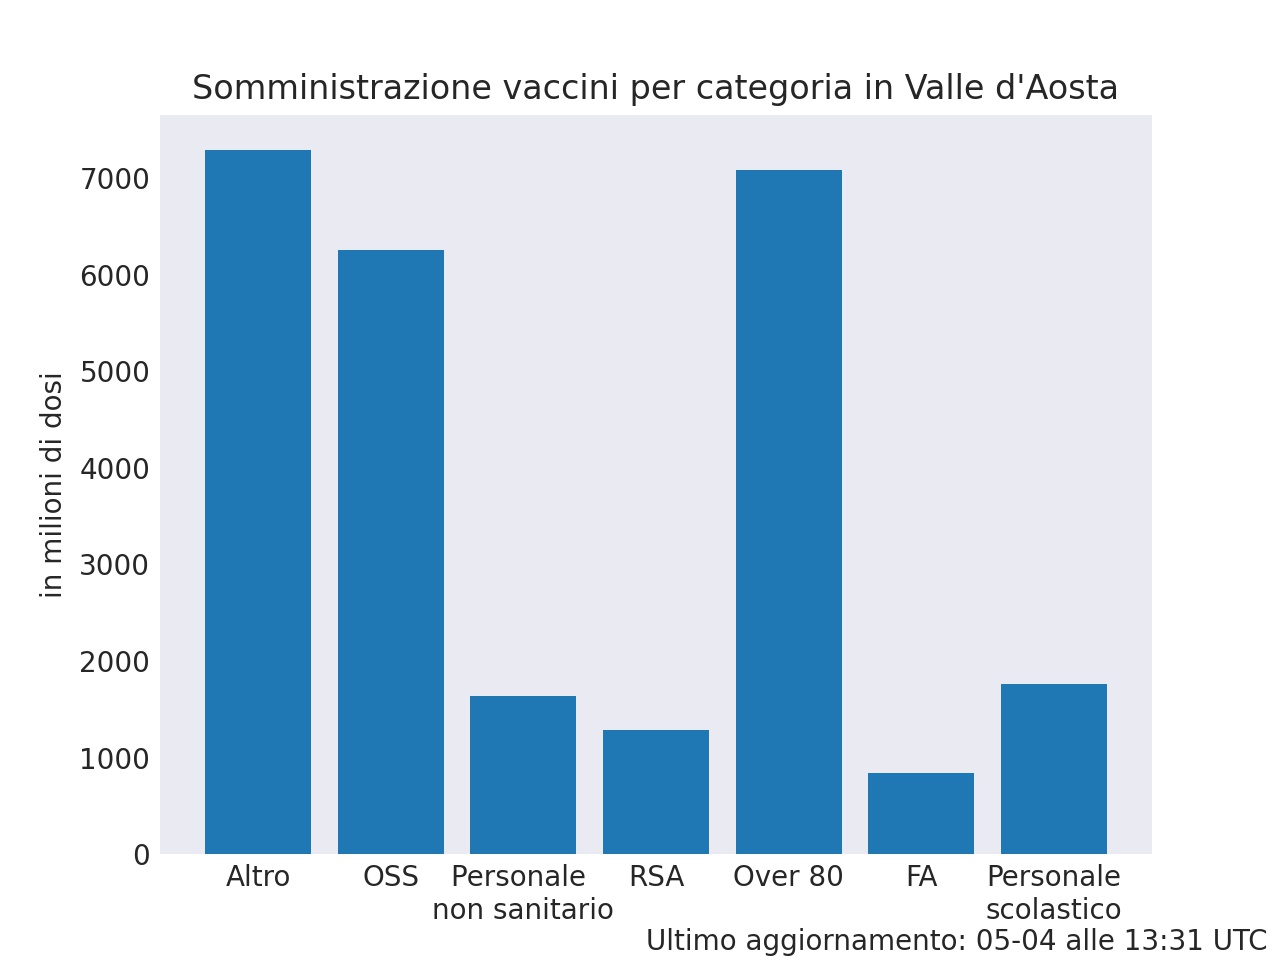 Somministrazione vaccini per categoria in Valle d'Aosta
in milioni di dosi
7000
6000
5000
4000
3000
2000
1000
0
Altro
OSS
Personale
non sanitario
RSA
Over 80
FA
Personale
scolastico
Ultimo aggiornamento: 05-04 alle 13:31 UTC